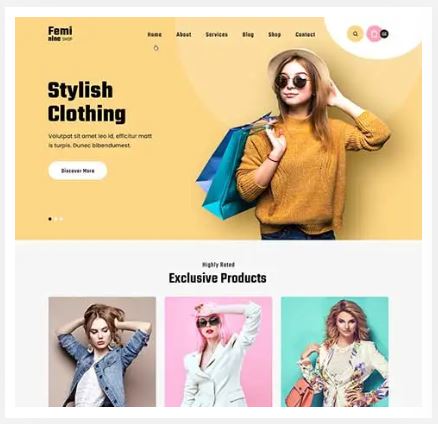 Femi
nine SHOP
Home About Services Blog Shop Contact
Stylish
Clothing
Volutpat sit amet leo id, efficitur matt
is turpis. Donec bibendumest.
Discover More
Highly Rated
Exclusive Products